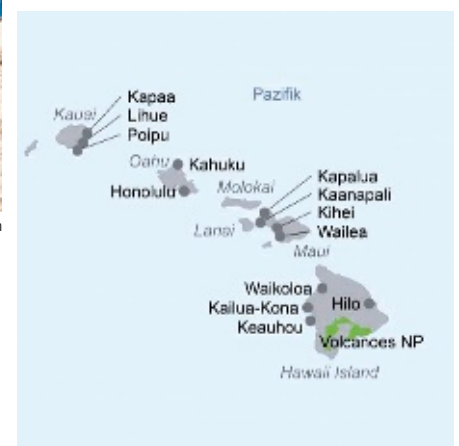 Pazifik
Kauai
Kapaa
Lihue
Poipu
Oahu
Kahuku
Honolulu
Molokai
Lanai
Kapalua
Kaanapali
Kihei
Wailea
Maui
Waikoloa
Kailua-Kona
Keauhou
Hilo
Volcanoes NP
Hawaii Island